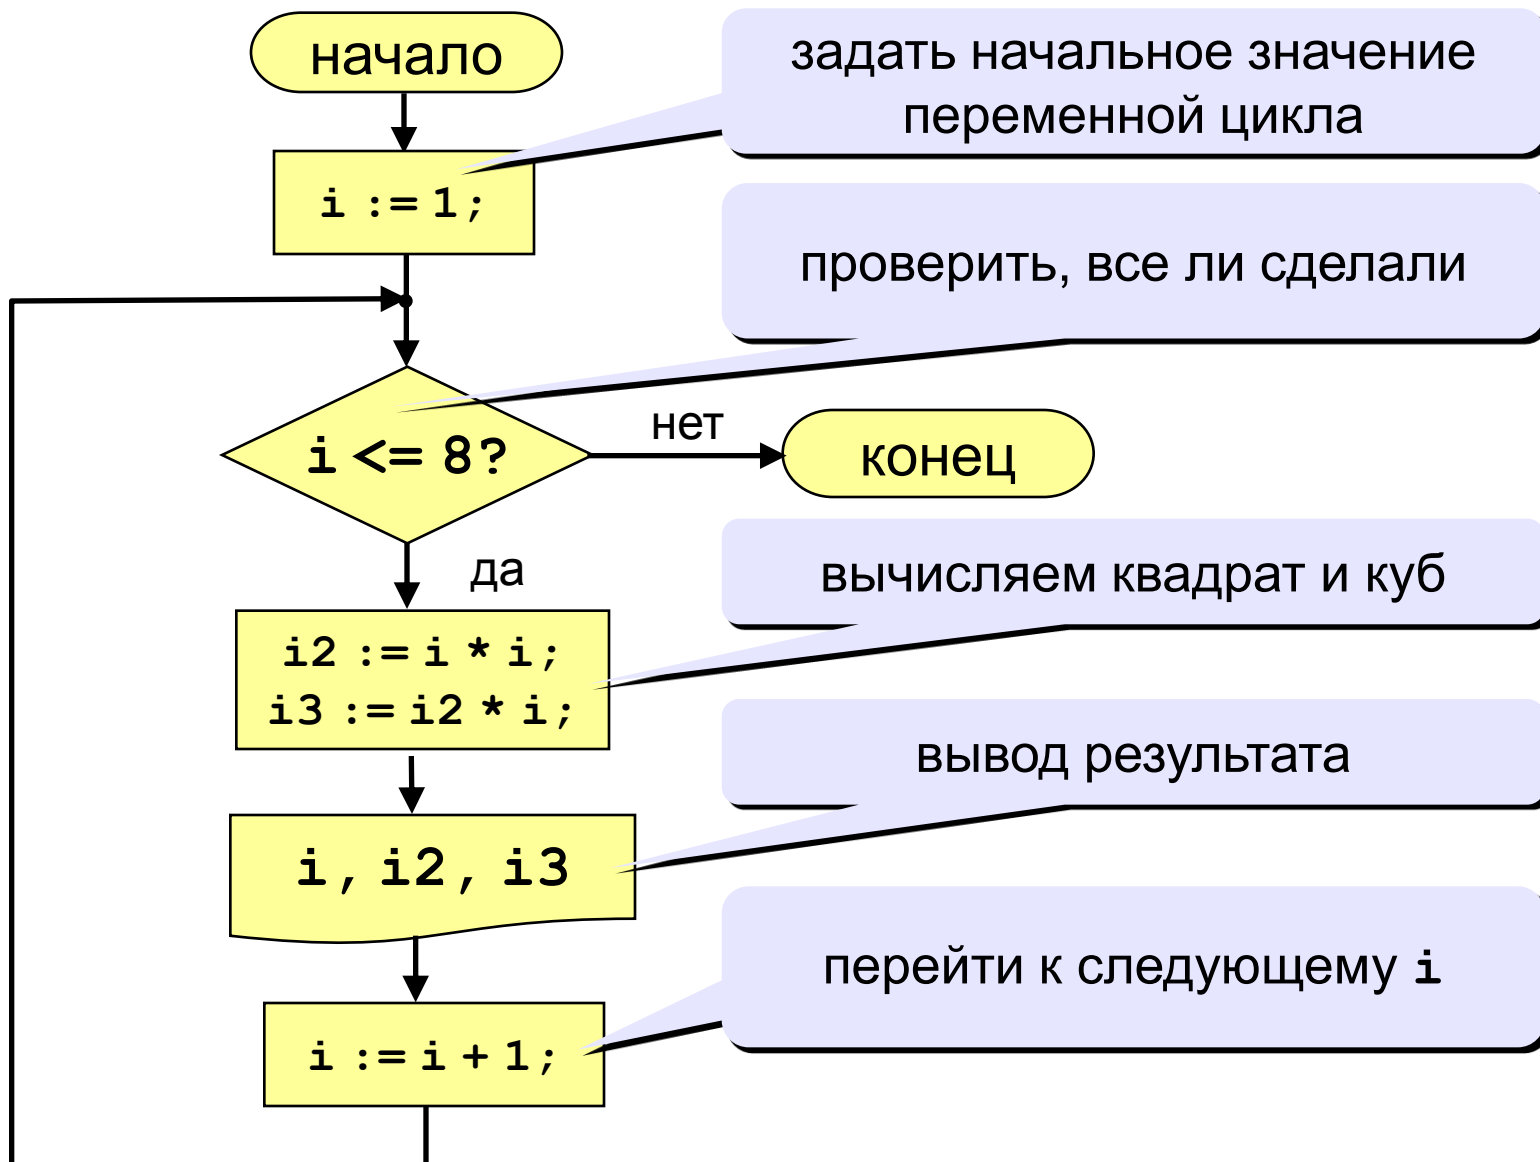 начало
задать начальное значение
переменной цикла
i := 1;
проверить, все ли сделали
i <= 8?
нет
конец
да
вычисляем квадрат и куб
i2 := i * i;
i3 := i2 * i;
вывод результата
i, i2, i3
перейти к следующему i
i := i + 1;